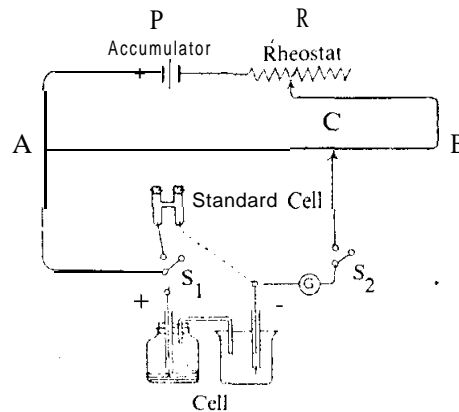 P R
Accumulator
Rheostat
+
C
A B
Standard Cell
S1
S2
+ -
G
Cell